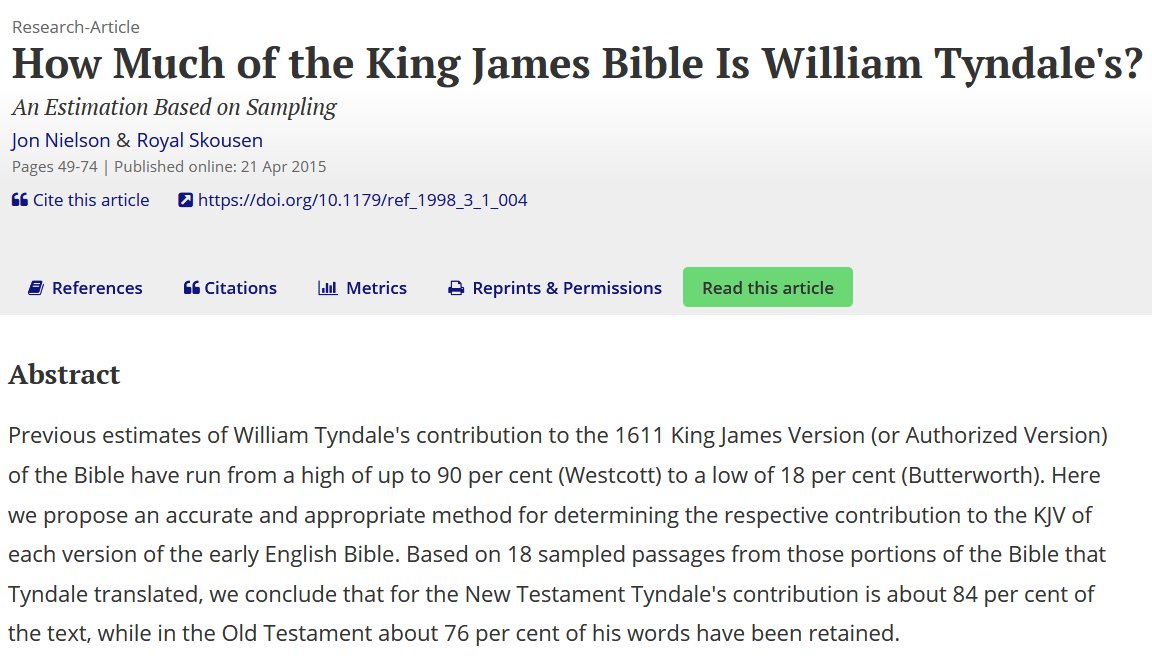 Research-Article
How Much of the King James Bible Is William Tyndale's?
An Estimation Based on Sampling
Jon Nielson & Royal Skousen
Pages 49-74 | Published online: 21 Apr 2015
Cite this article https://doi.org/10.1179/ref_1998_3_1_004
References Citations Metrics Reprints & Permissions Read this article
Abstract
Previous estimates of William Tyndale's contribution to the 1611 King James Version (or Authorized Version)
of the Bible have run from a high of up to 90 per cent (Westcott) to a low of 18 per cent (Butterworth). Here
we propose an accurate and appropriate method for determining the respective contribution to the KJV of
each version of the early English Bible. Based on 18 sampled passages from those portions of the Bible that
Tyndale translated, we conclude that for the New Testament Tyndale's contribution is about 84 per cent of
the text, while in the Old Testament about 76 per cent of his words have been retained.